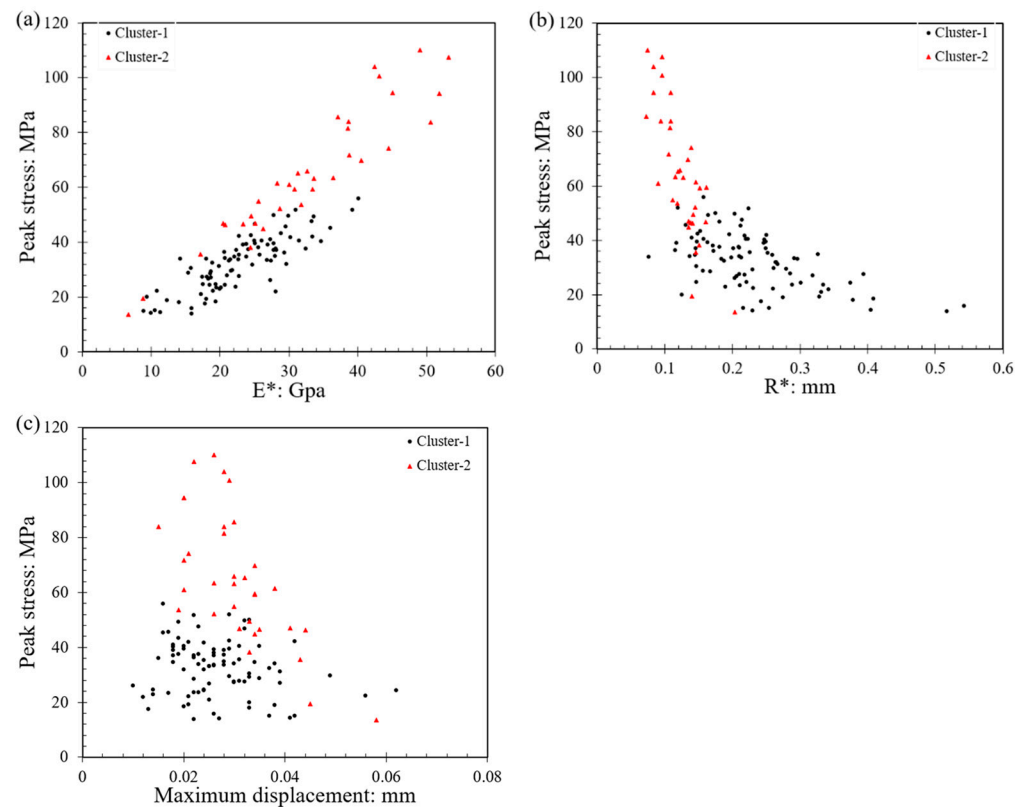 (a)
120
100
80
60
40
20
0
Peak stress: MPa
Cluster-1
Cluster-2
0 10 20 30 40 50 60
E*: Gpa
(b)
120
100
80
60
40
20
0
Peak stress: MPa
Cluster-1
Cluster-2
0 0.1 0.2 0.3 0.4 0.5 0.6
R*: mm
(c)
120
100
80
60
40
20
0
Peak stress: MPa
Cluster-1
Cluster-2
0 0.02 0.04 0.06 0.08
Maximum displacement: mm